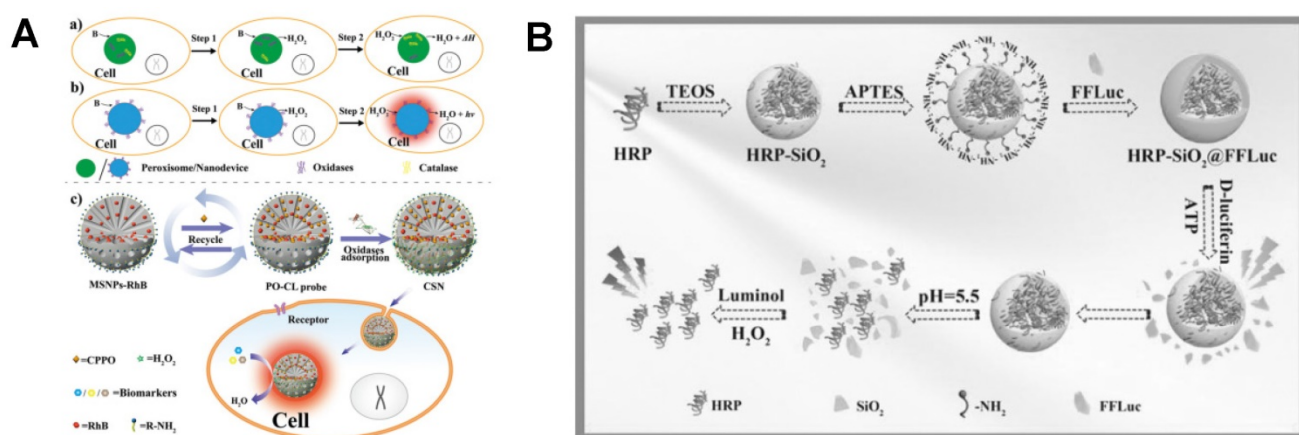 A
a)
B
Step 1
B
H₂O₂
Step 2
H₂O₂
H₂O + ΔH
Cell
Cell
Cell
b)
B
Step 1
B
H₂O₂
Step 2
H₂O₂
H₂O + hv
Cell
Cell
Cell
Peroxisome/Nanodevice
Oxidases
Catalase
c)
Recycle
Oxidases
adsorption
MSNPs-RhB
PO-CL probe
CSN
Receptor
=CPPO
=H₂O₂
=Biomarkers
H₂O
Cell
=RhB
=R-NH₂
B
TEOS
APTES
FFLuc
-NH₂
HRP
HRP-SiO₂
HRP-SiO₂@FFLuc
D-luciferin
ATP
Luminol
H₂O₂
pH=5.5
HRP
SiO₂
-NH₂
FFLuc